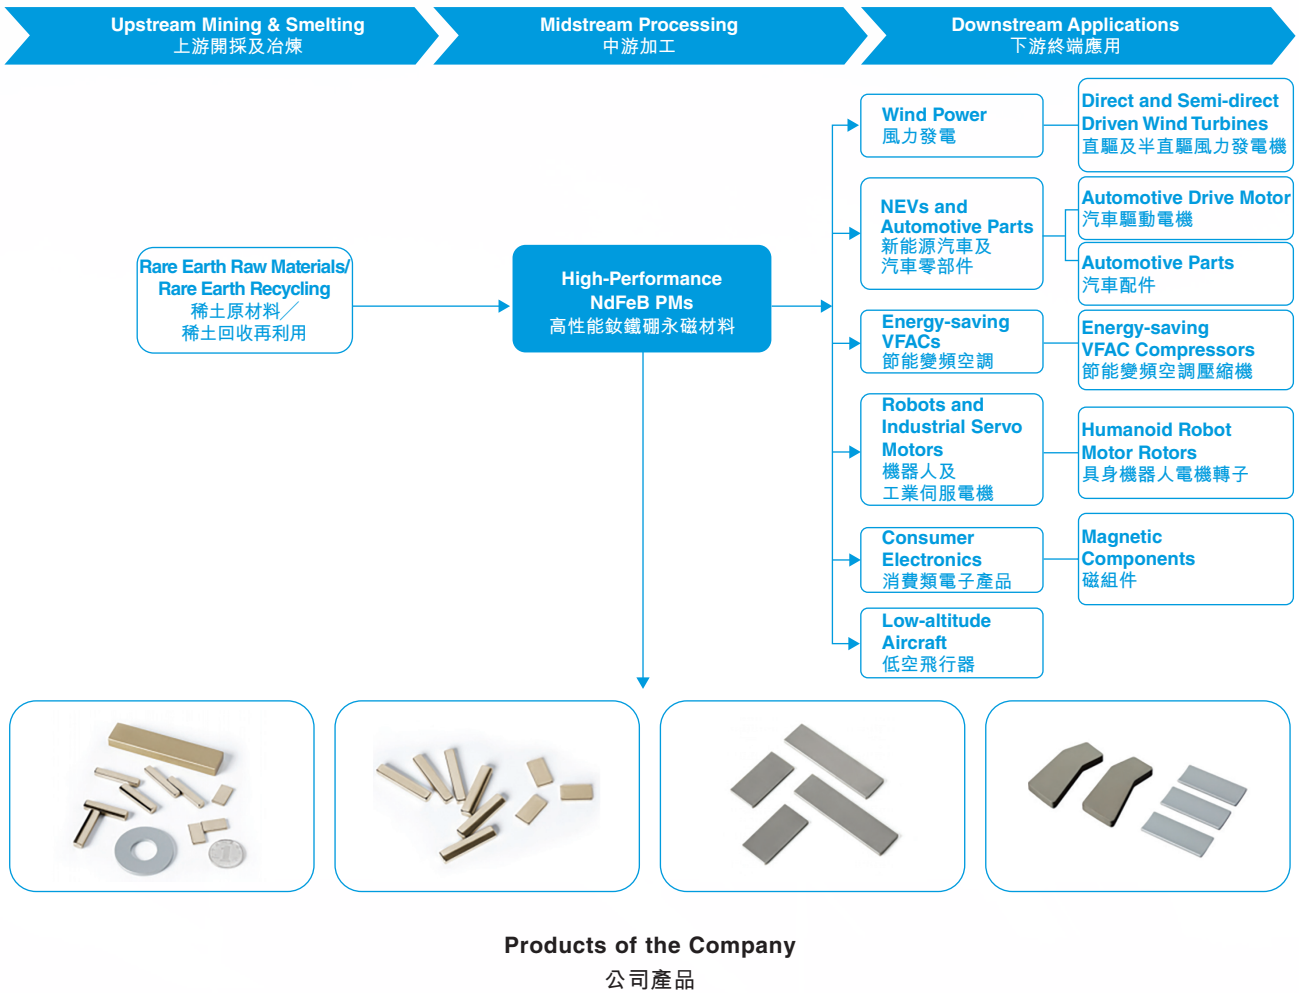 Upstream Mining & Smelting
上游開採及冶煉
Midstream Processing
中游加工
Downstream Applications
下游終端應用
Rare Earth Raw Materials/
Rare Earth Recycling
稀土原材料╱
稀土回收再利用
High-Performance
NdFeB PMs
高性能釹鐵硼永磁材料
Wind Power
風力發電
Direct and Semi-direct
Driven Wind Turbines
直驅及半直驅風力發電機
NEVs and
Automotive Parts
新能源汽車及
汽車零部件
Automotive Drive Motor
汽車驅動電機
Automotive Parts
汽車配件
Energy-saving
VFACs
節能變頻空調
Energy-saving
VFAC Compressors
節能變頻空調壓縮機
Robots and
Industrial Servo
Motors
機器人及
工業伺服電機
Humanoid Robot
Motor Rotors
具身機器人電機轉子
Consumer
Electronics
消費類電子產品
Magnetic
Components
磁組件
Low-altitude
Aircraft
低空飛行器
Products of the Company
公司產品